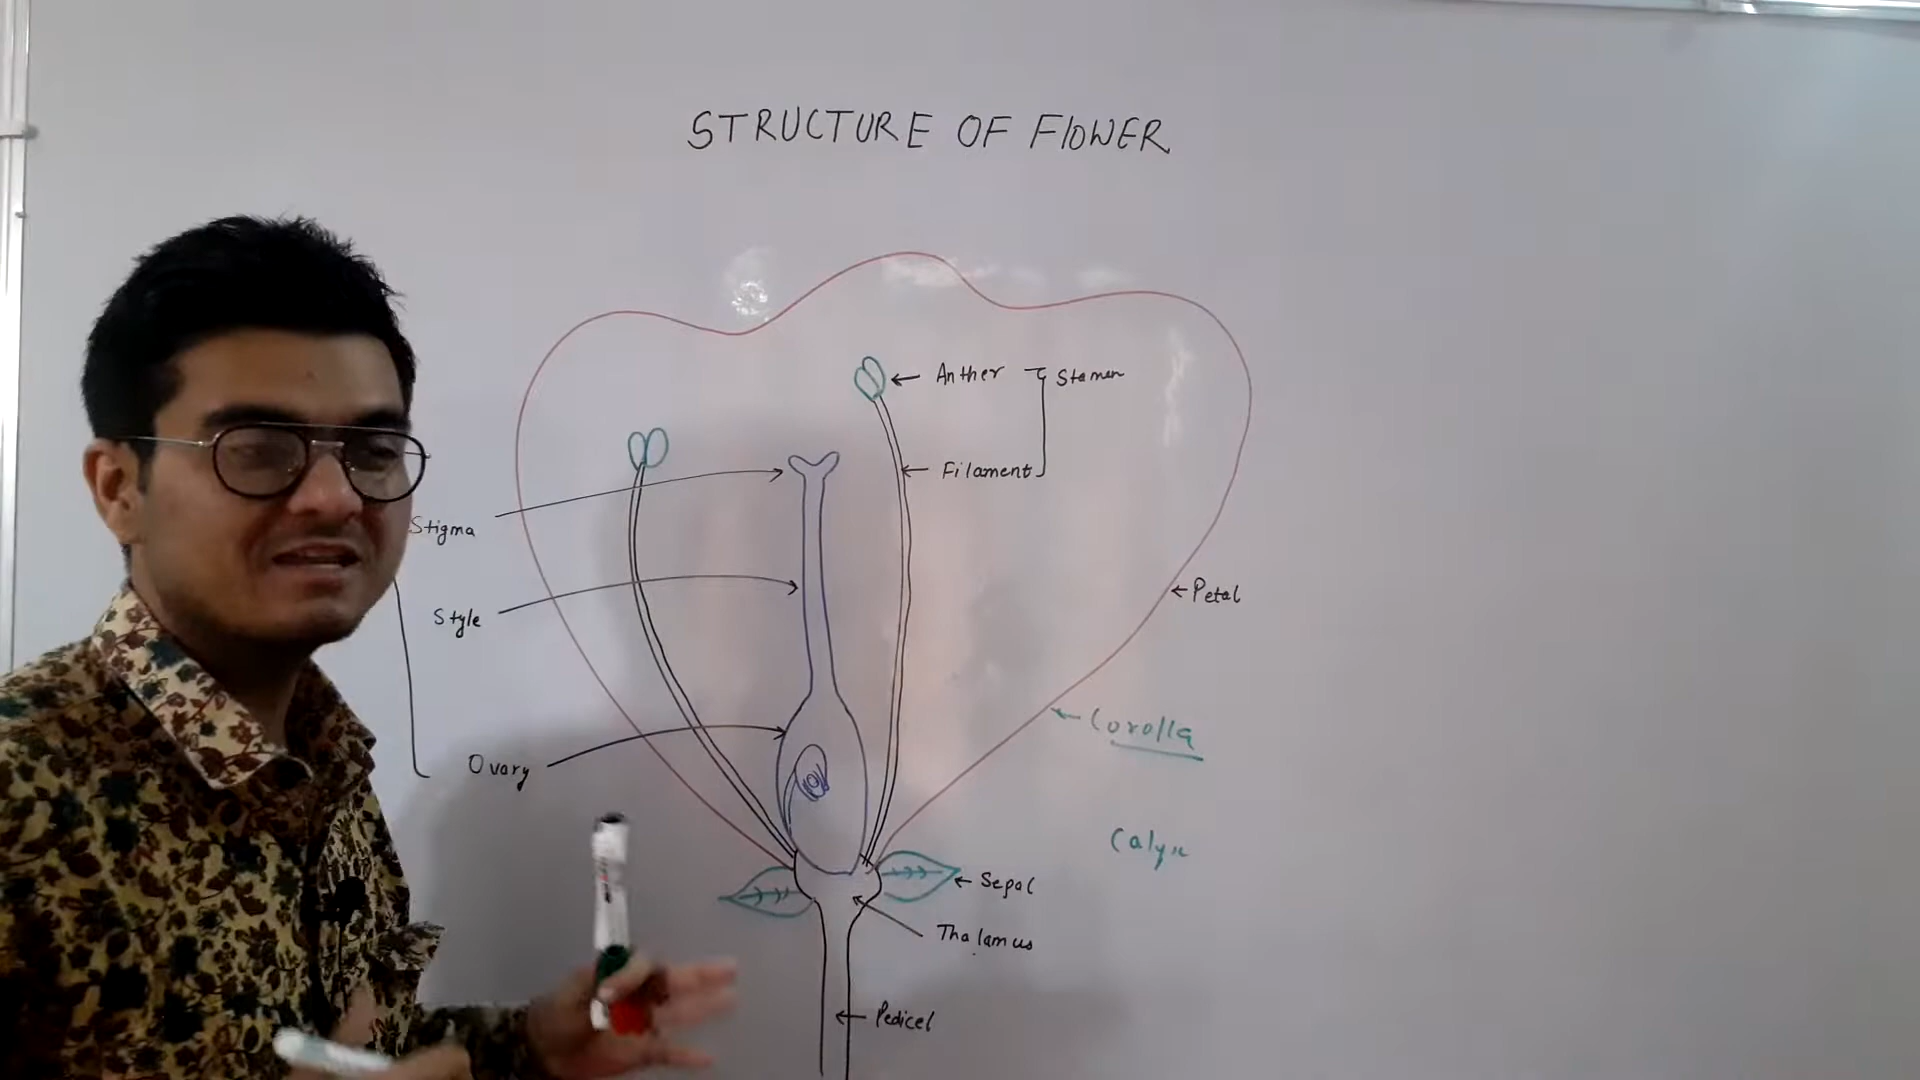 STRUCTURE OF FlOWER
Anther
Stamen
Filament
Stigma
Style
Petal
Corolla
Ovary
Calyx
Sepal
Thalamus
Pedicel